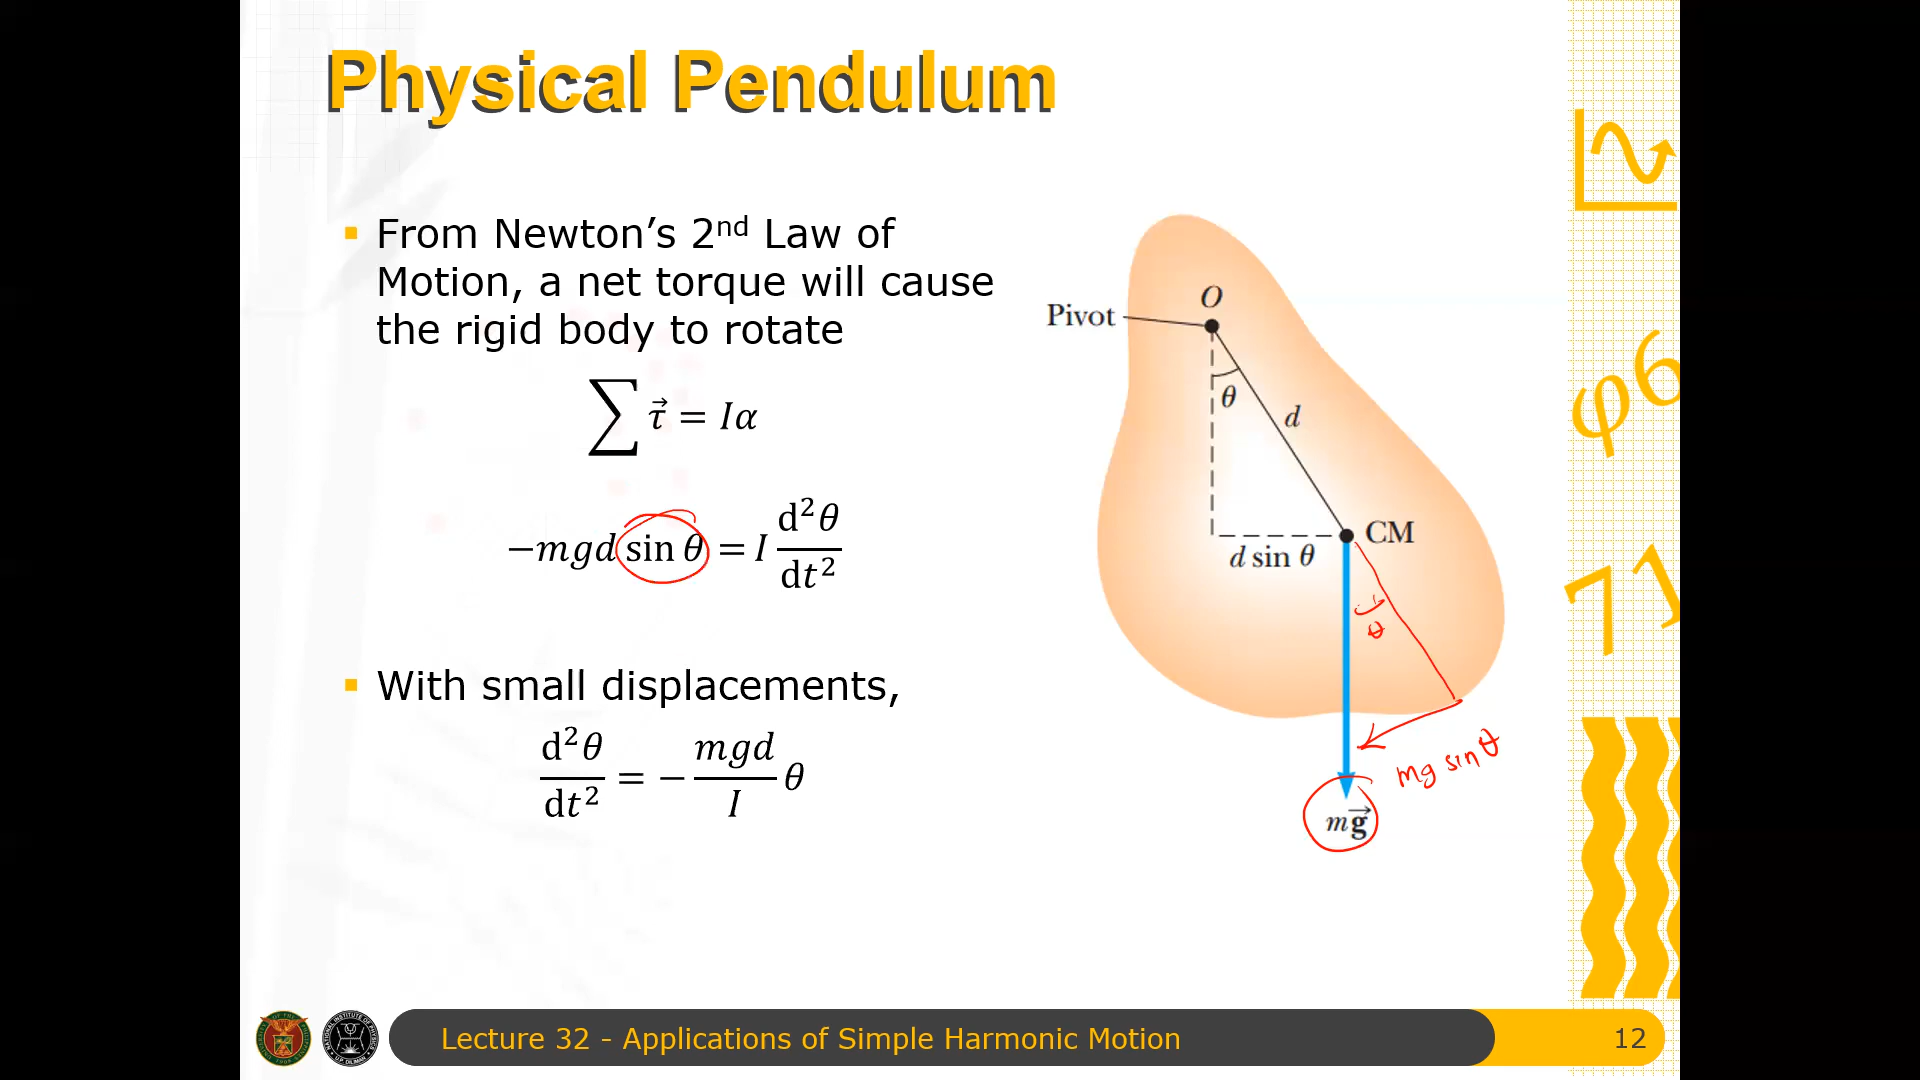 Physical Pendulum
▪ From Newton’s 2nd Law of
Motion, a net torque will cause
the rigid body to rotate
∑ τ⃗ = Iα
−mgd sin θ = I d²θ/dt²
▪ With small displacements,
d²θ/dt² = − mgd/I θ
O
Pivot
θ
d
CM
d sin θ
θ
mg sin θ
mg⃗
φ6
71
Lecture 32 - Applications of Simple Harmonic Motion
12